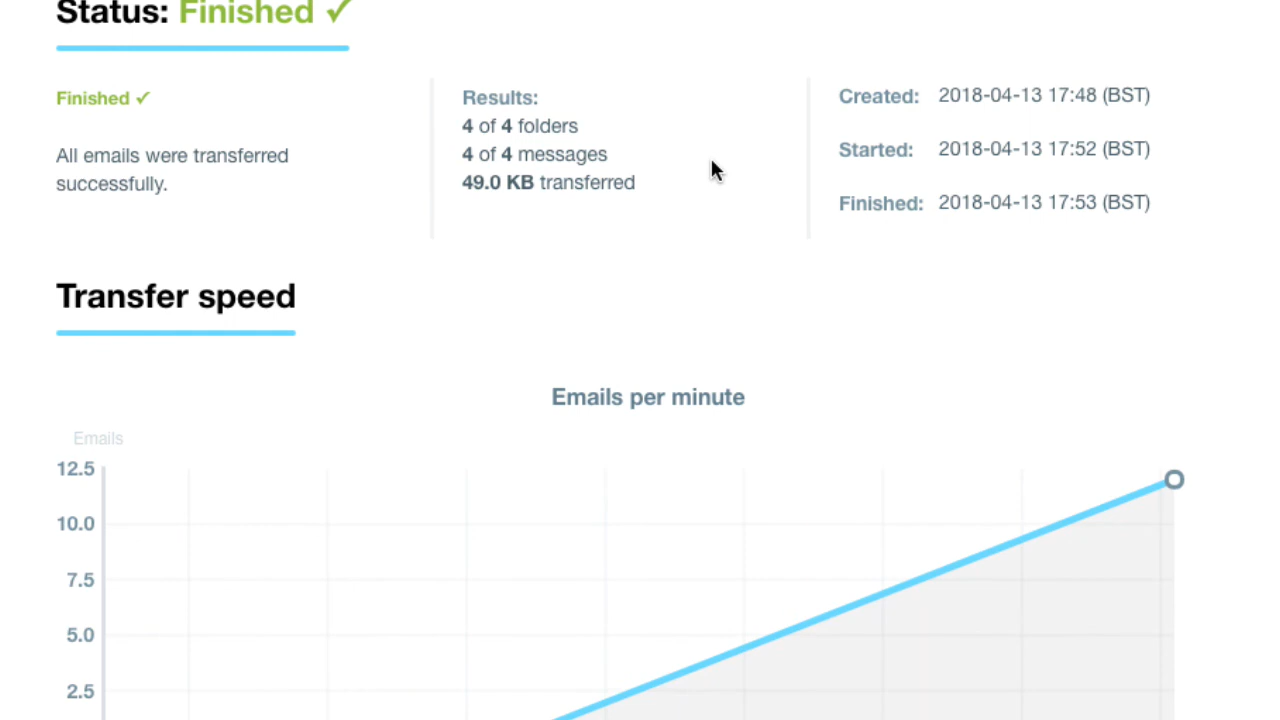 Status: Finished ✓
Finished ✓
All emails were transferred
successfully.
Results:
4 of 4 folders
4 of 4 messages
49.0 KB transferred
Created: 2018-04-13 17:48 (BST)
Started: 2018-04-13 17:52 (BST)
Finished: 2018-04-13 17:53 (BST)
Transfer speed
Emails per minute
Emails
12.5
10.0
7.5
5.0
2.5